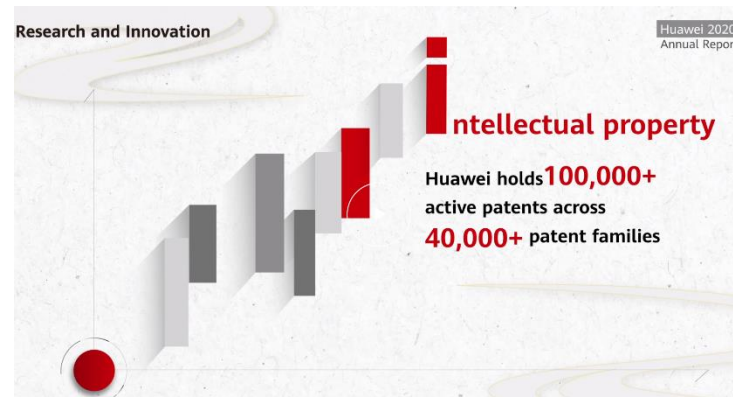 Research and Innovation
Huawei 2020
Annual Repor
intellectual property
Huawei holds 100,000+
active patents across
40,000+ patent families